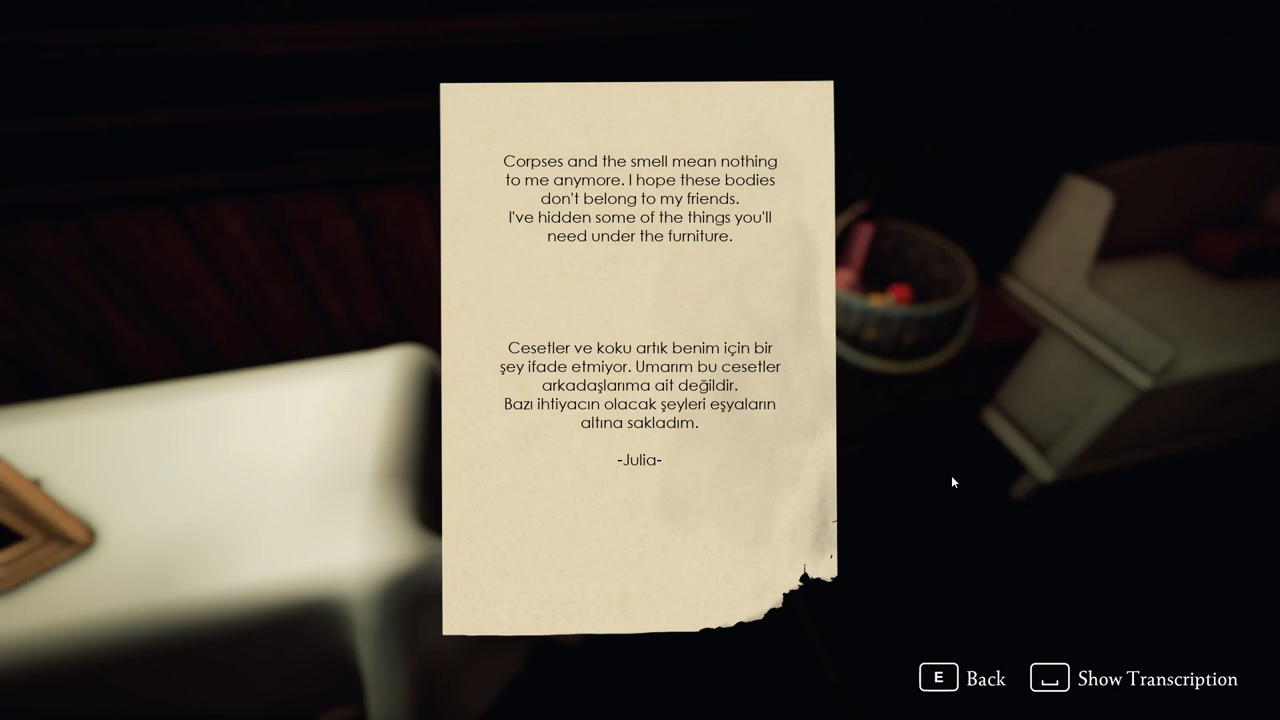 Corpses and the smell mean nothing
to me anymore. I hope these bodies
don't belong to my friends.
I've hidden some of the things you'll
need under the furniture.
Cesetler ve koku artık benim için bir
şey ifade etmiyor. Umarım bu cesetler
arkadaşlarıma ait değildir.
Bazı ihtiyacın olacak şeyleri eşyaların
altına sakladım.
-Julia-
E Back Show Transcription